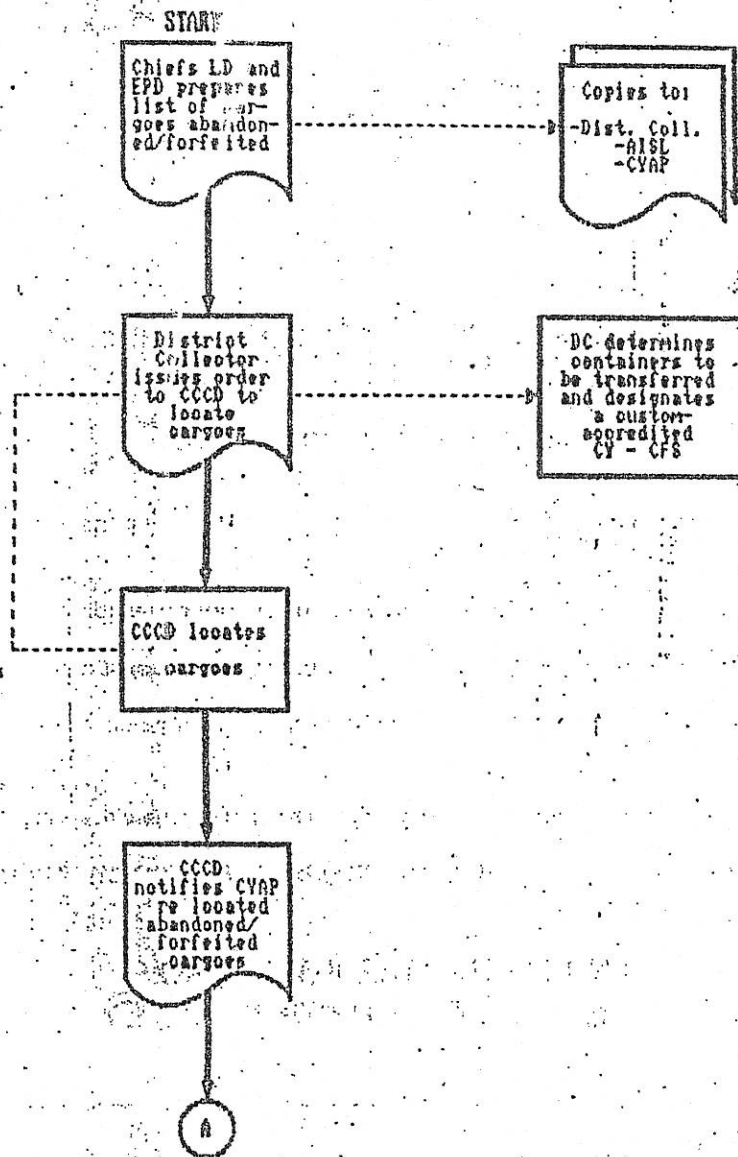 START
Chiefs LD and
EPD prepares
list of car-
goes abandon-
ed/forfeited
Copies to:
-Dist. Coll.
-AISL
-CYAP
District
Collector
issues order
to CCCD to
locate
cargoes
DC determines
containers to
be transferred
and designates
a custom-
accredited
CY - CFS
CCCD locates
cargoes
CCCD
notifies CYAP
re located
abandoned/
forfeited
cargoes
A